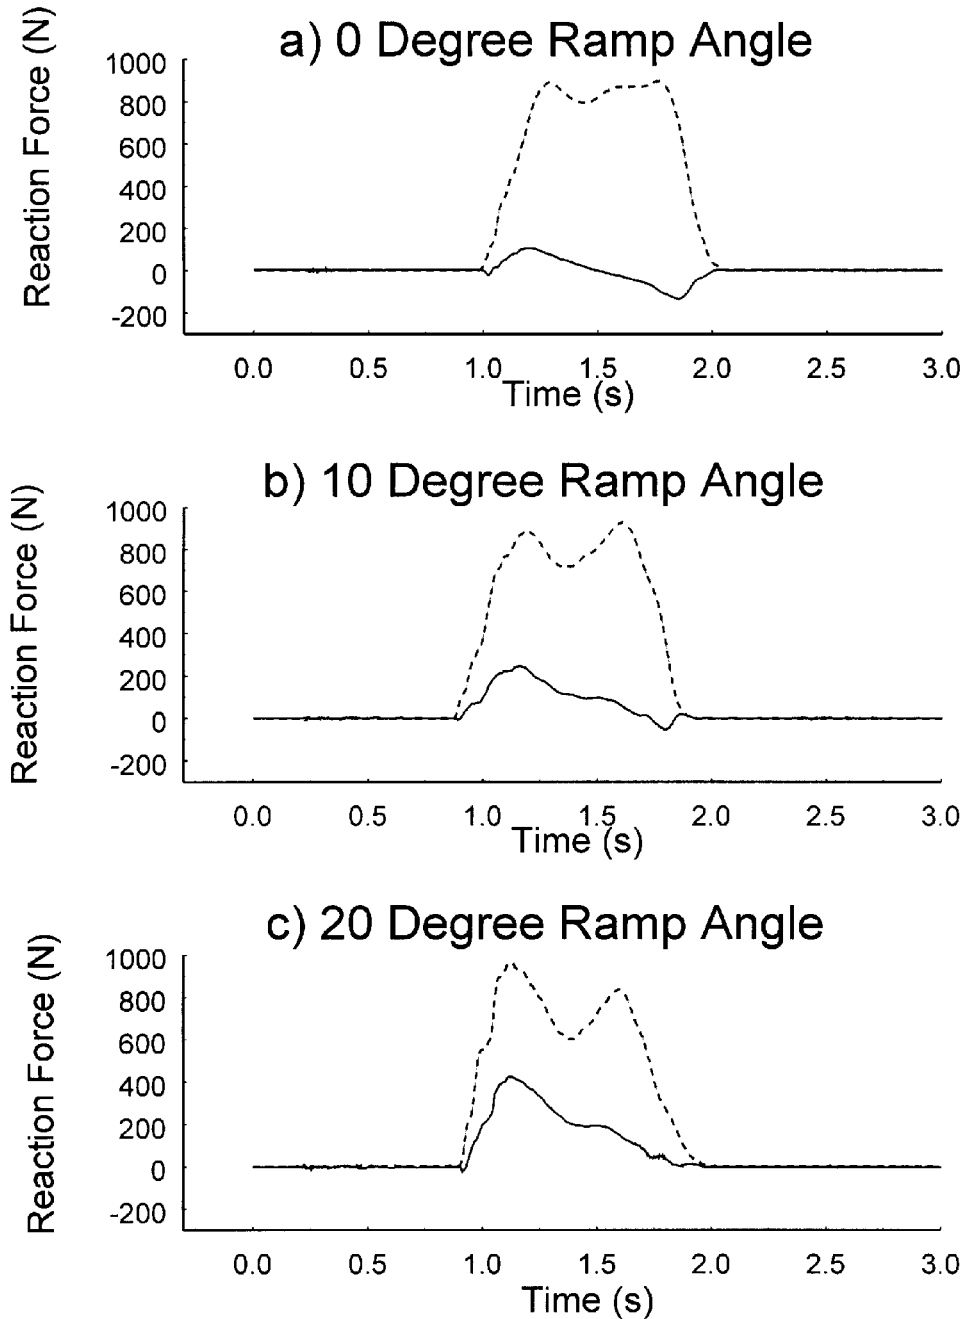 a) 0 Degree Ramp Angle
Reaction Force (N)
1000
800
600
400
200
0
-200
0.0 0.5 1.0 1.5 2.0 2.5 3.0
Time (s)
b) 10 Degree Ramp Angle
Reaction Force (N)
1000
800
600
400
200
0
-200
0.0 0.5 1.0 1.5 2.0 2.5 3.0
Time (s)
c) 20 Degree Ramp Angle
Reaction Force (N)
1000
800
600
400
200
0
-200
0.0 0.5 1.0 1.5 2.0 2.5 3.0
Time (s)